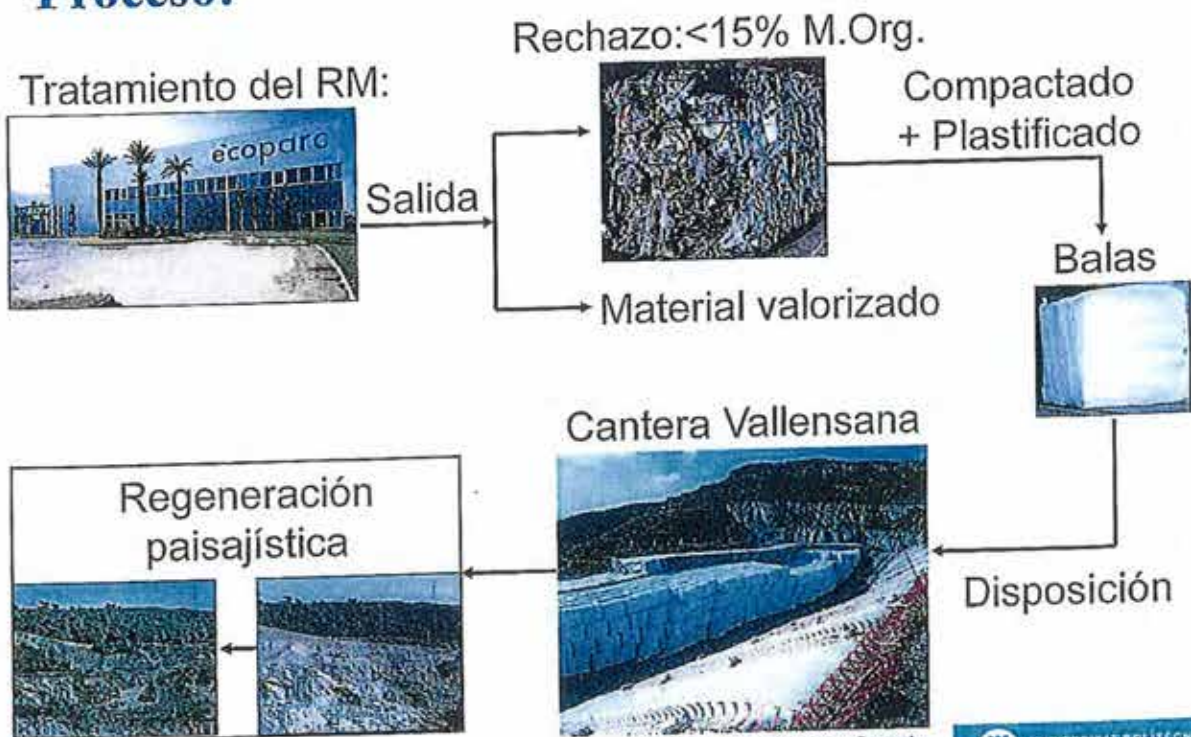 Proceso:
Rechazo:<15% M.Org.
Tratamiento del RM:
ecoparc
Salida
Compactado
+ Plastificado
Material valorizado
Balas
Cantera Vallensana
Disposición
Regeneración
paisajística